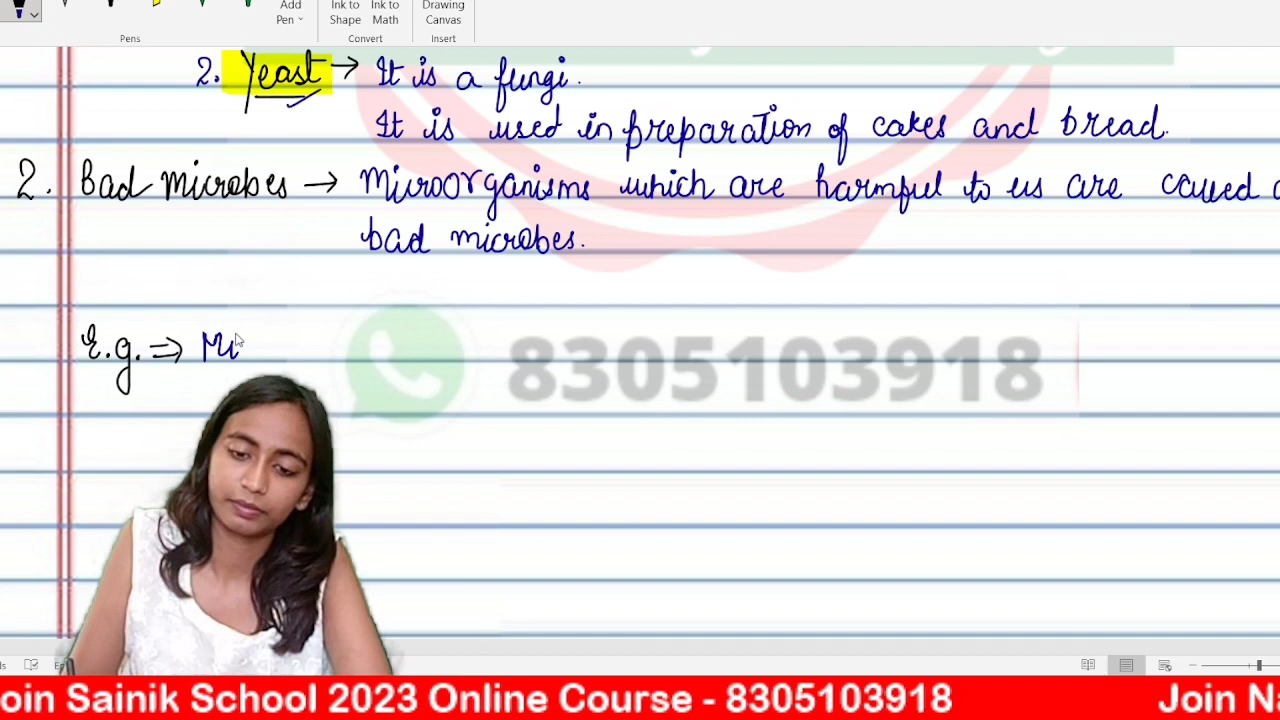 Add
Pen
Ink to
Shape
Ink to
Math
Drawing
Canvas
Pens
Convert
Insert
2. Yeast → It is a fungi.
It is used in preparation of cakes and bread.
2. Bad Microbes → Microorganisms which are harmful to us are called
bad microbes.
E.g. ⇒ Mi
8305103918
oin Sainik School 2023 Online Course - 8305103918 Join Na